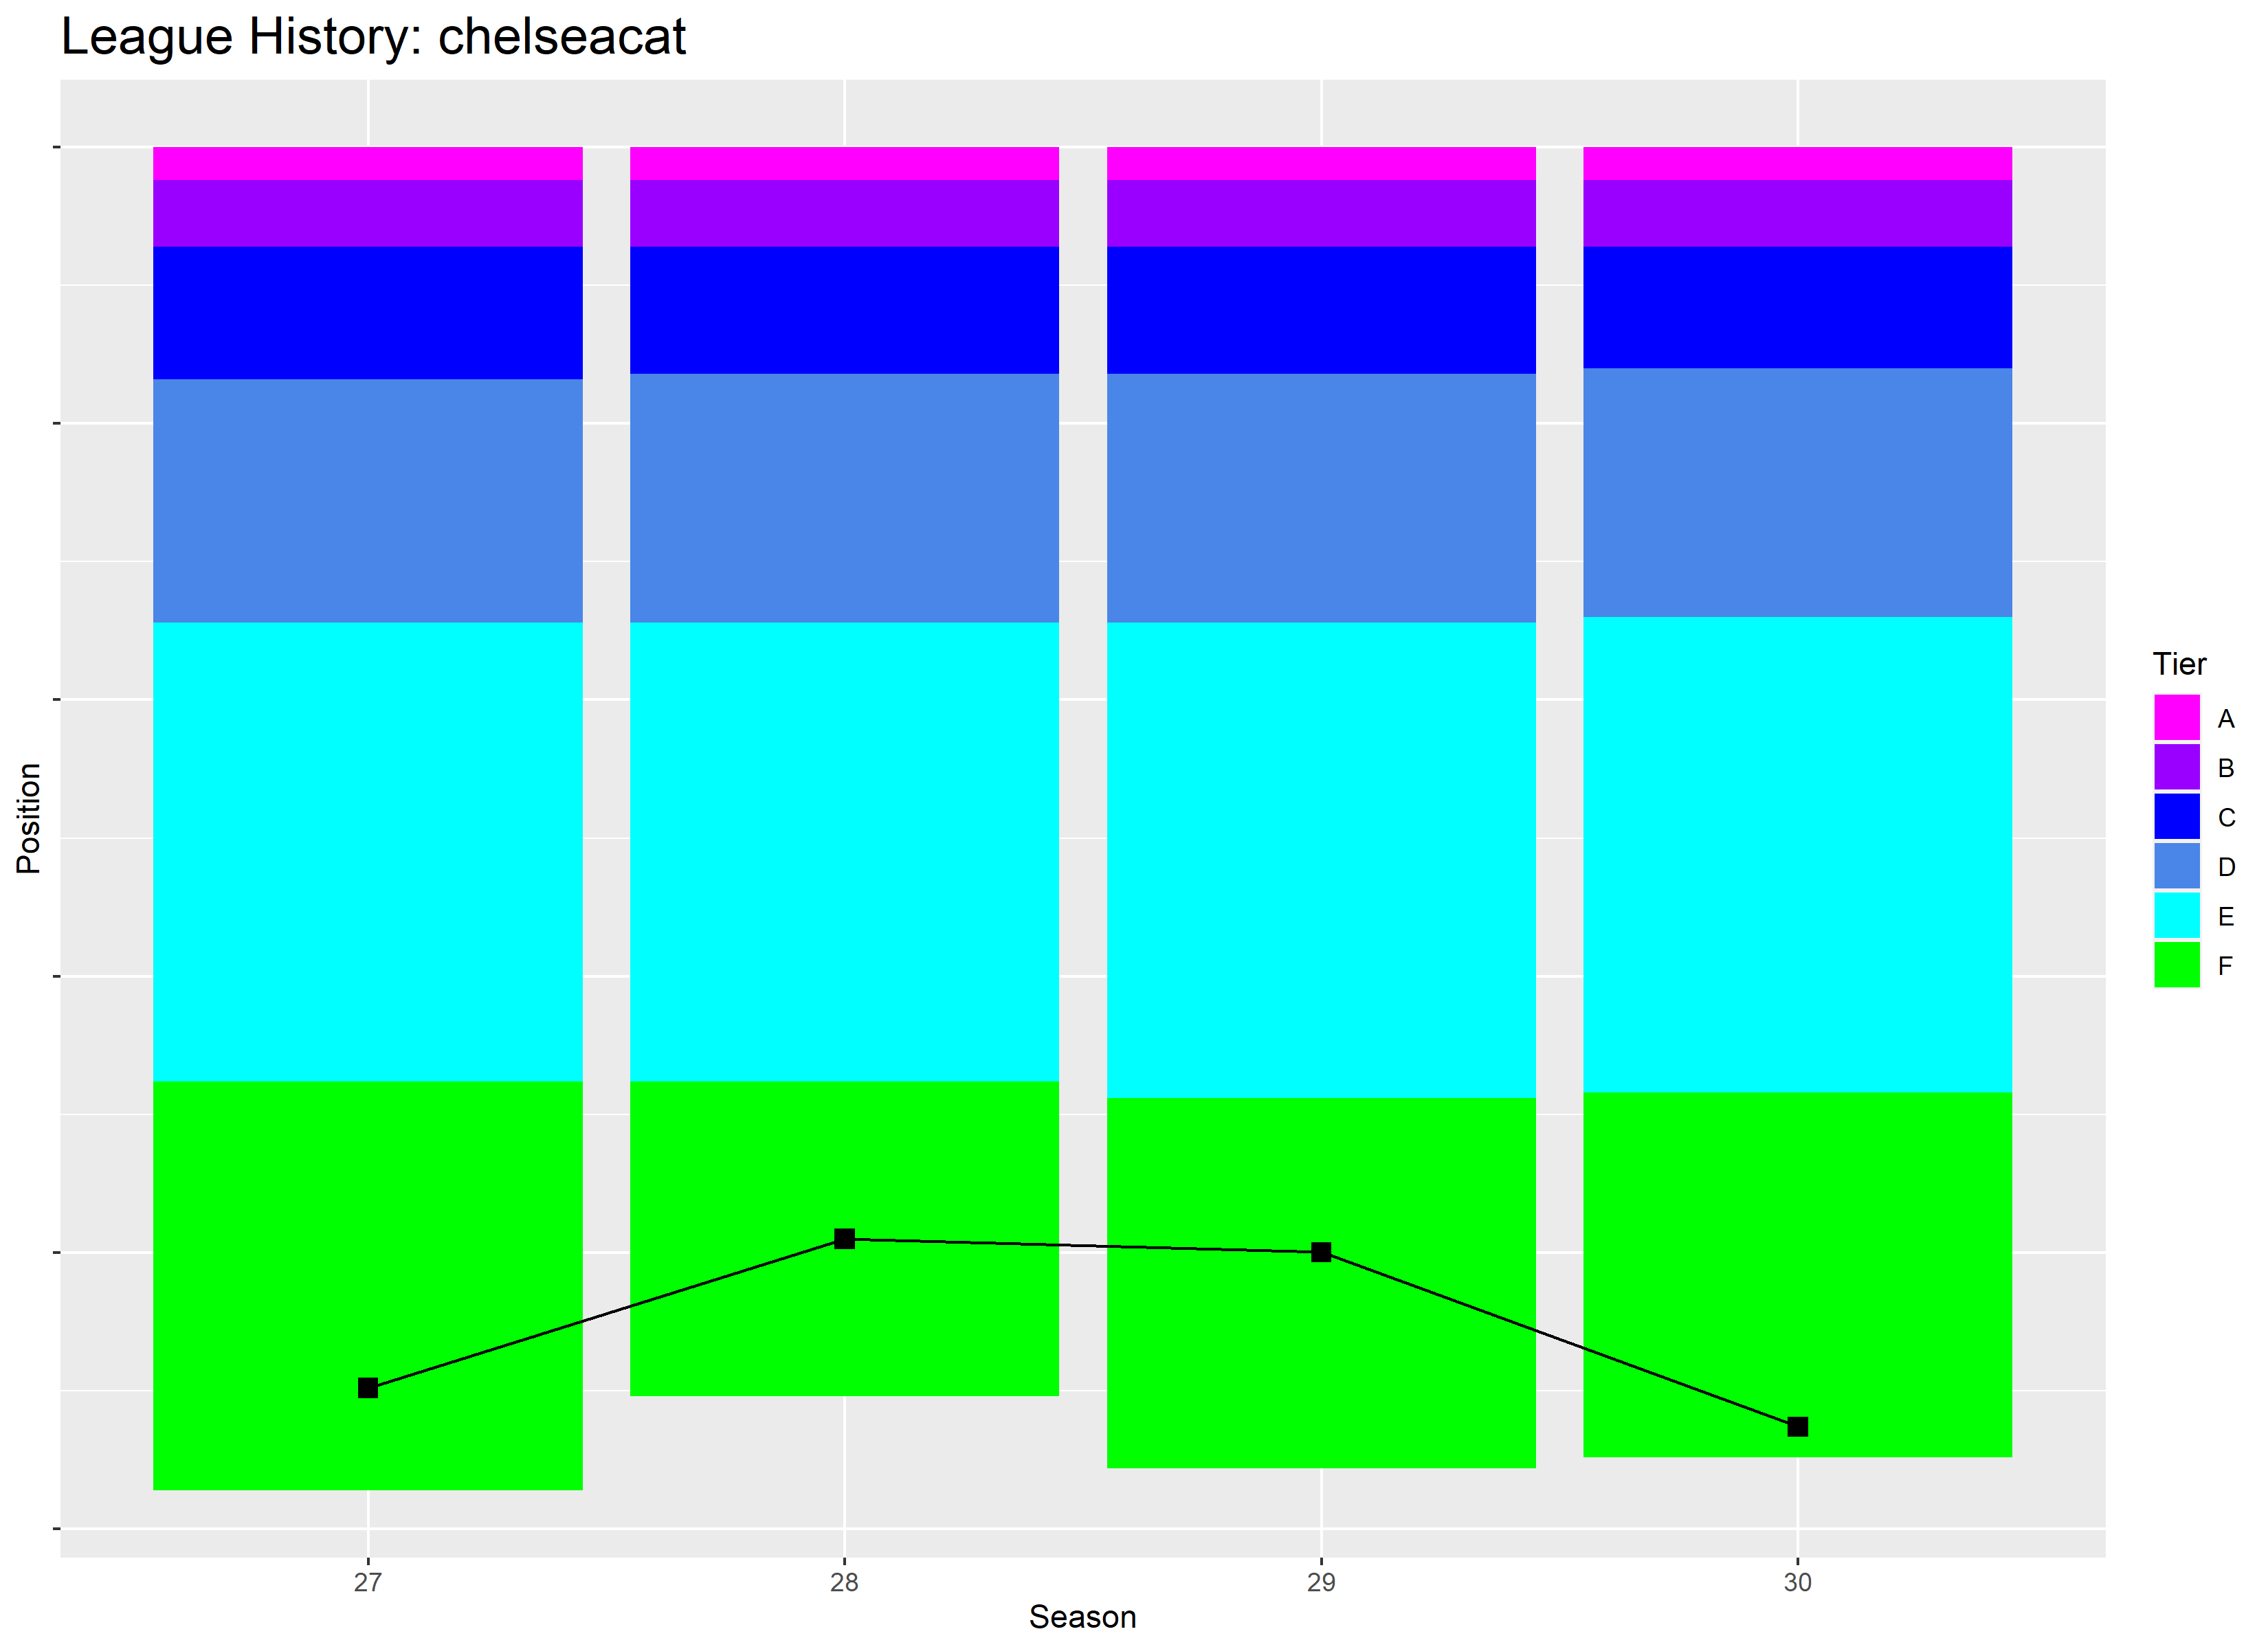 League History: chelseacat
Position
27 28 29 30
Season
Tier
A
B
C
D
E
F